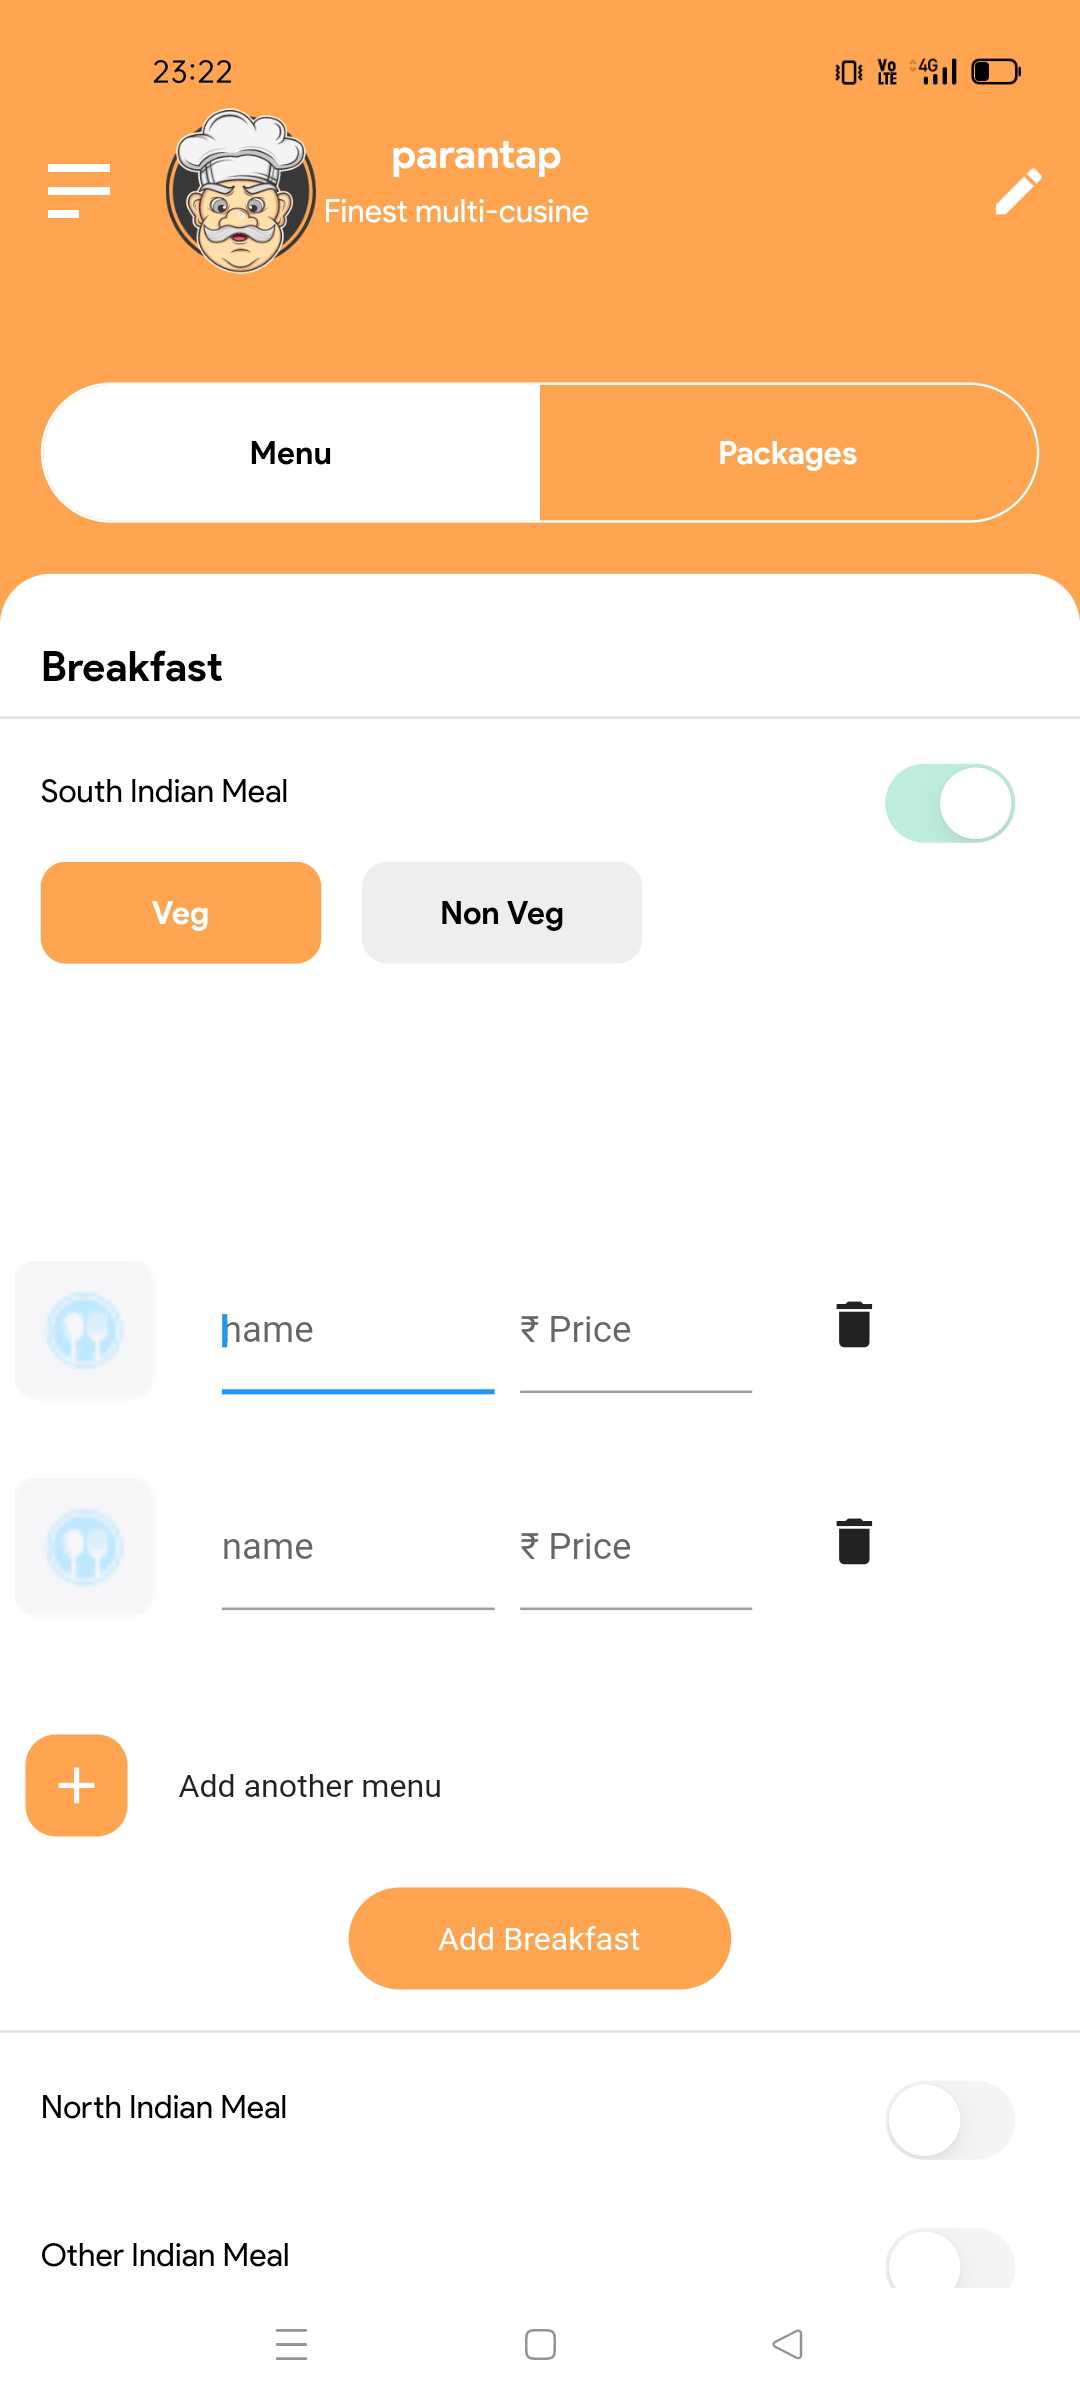 23:22
Vo LTE 4G
parantap
Finest multi-cusine
Menu
Packages
Breakfast
South Indian Meal
Veg
Non Veg
name
₹ Price
name
₹ Price
Add another menu
Add Breakfast
North Indian Meal
Other Indian Meal